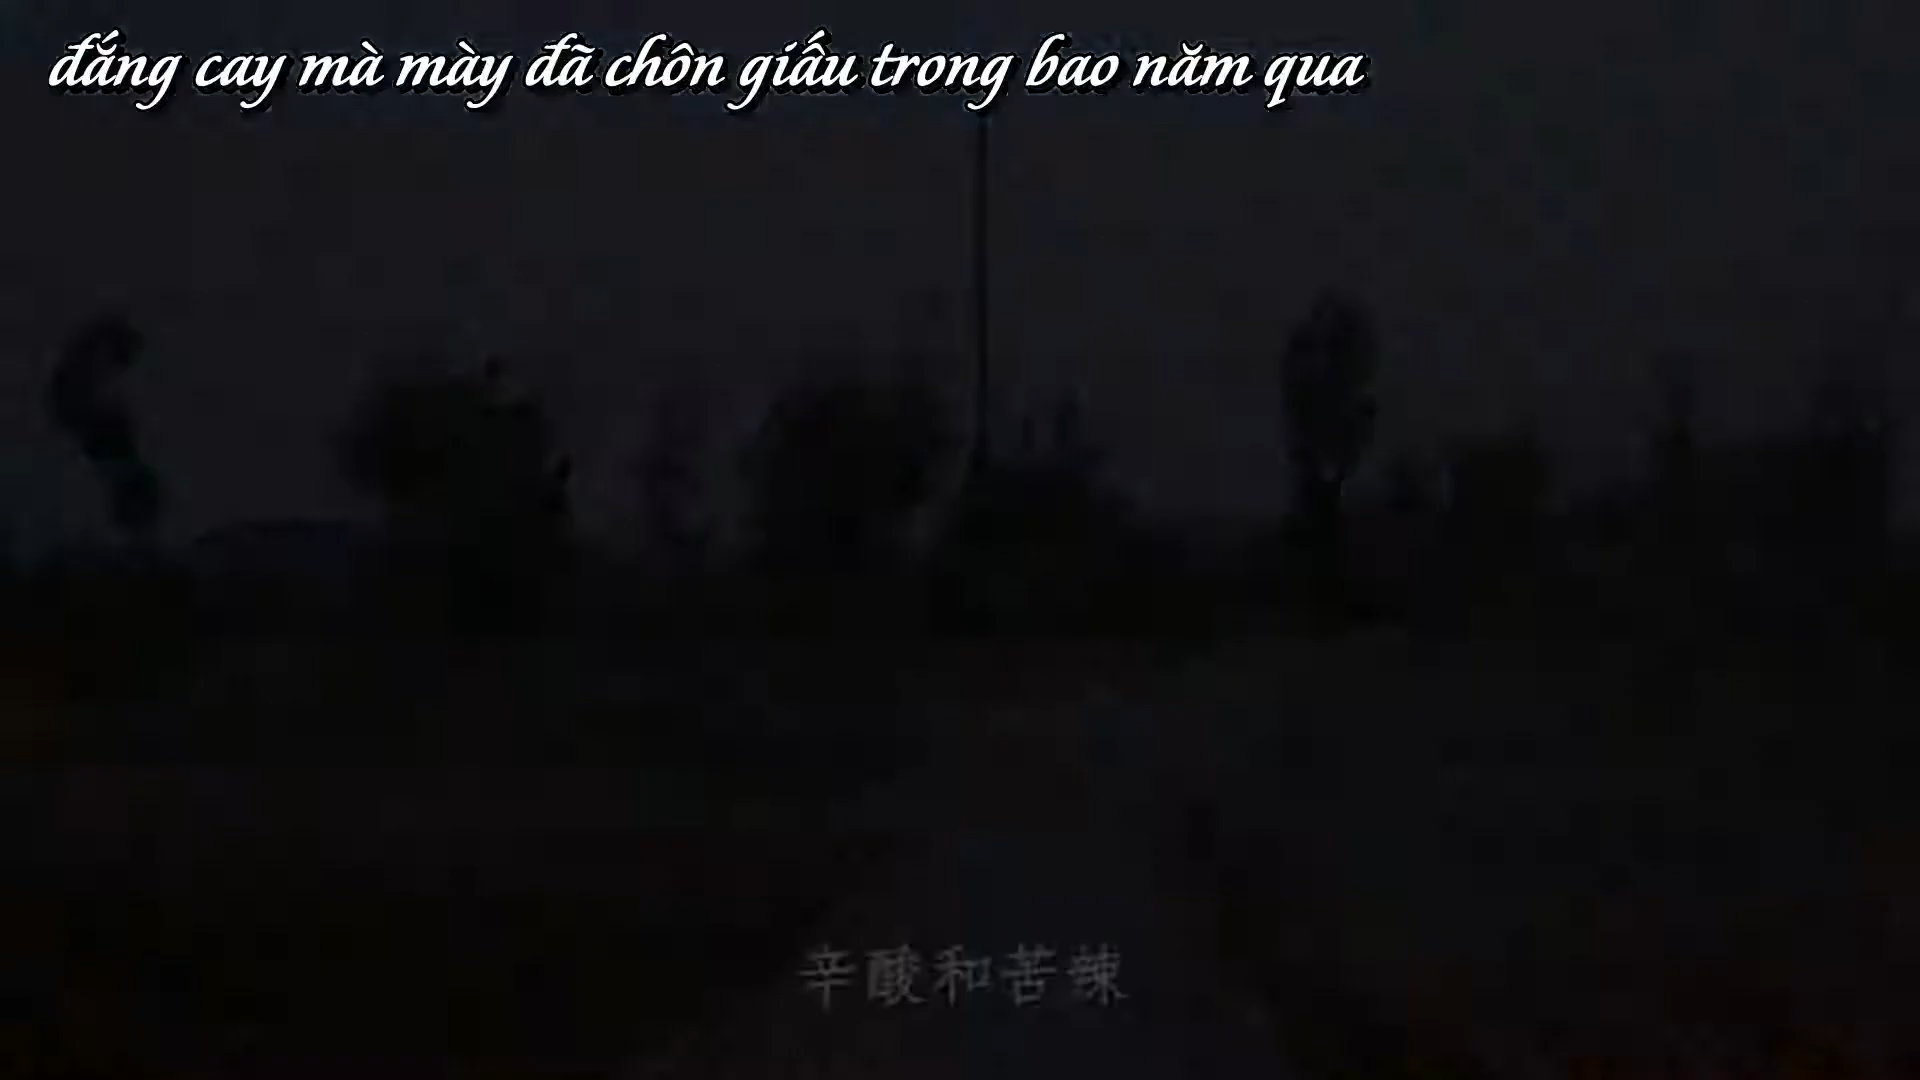 đắng cay mà mày đã chôn giấu trong bao năm qua
辛酸和苦辣